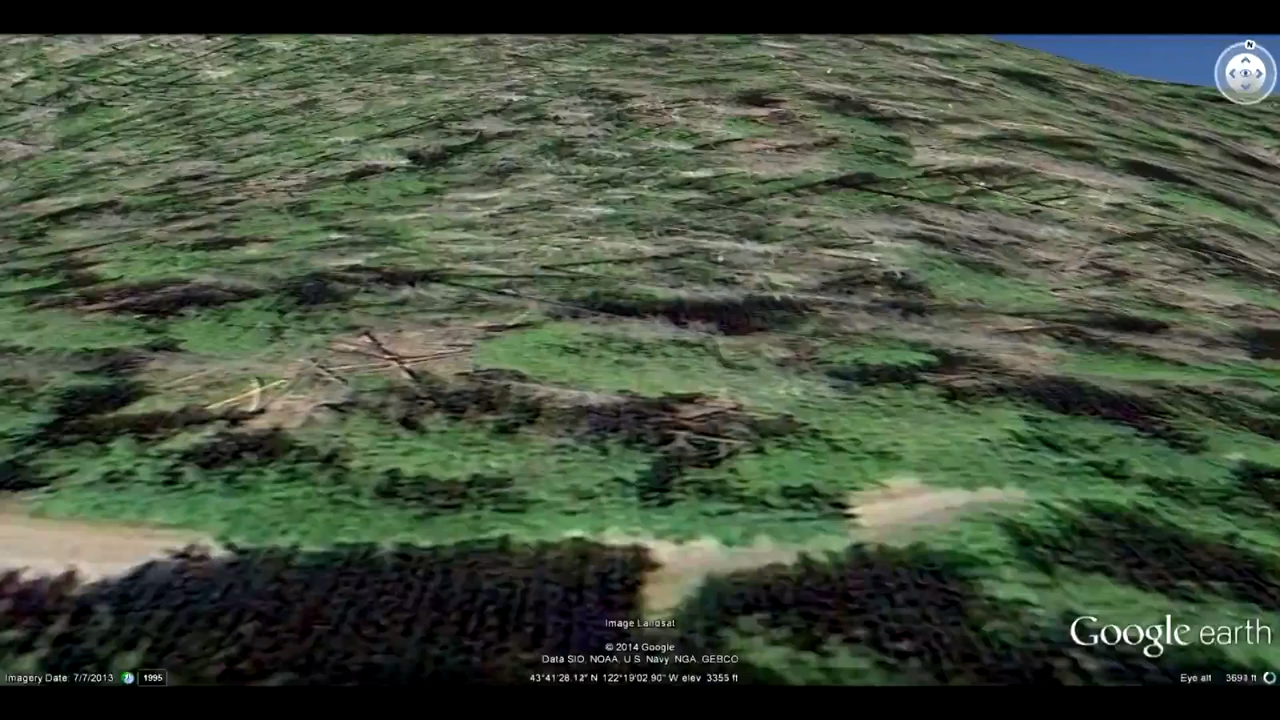 N
Image Landsat
© 2014 Google
Data SIO, NOAA, U.S. Navy, NGA, GEBCO
Google earth
Imagery Date: 7/7/2013 1995
43°41'28.12" N 122°19'02.90" W elev 3355 ft
Eye alt 3693 ft